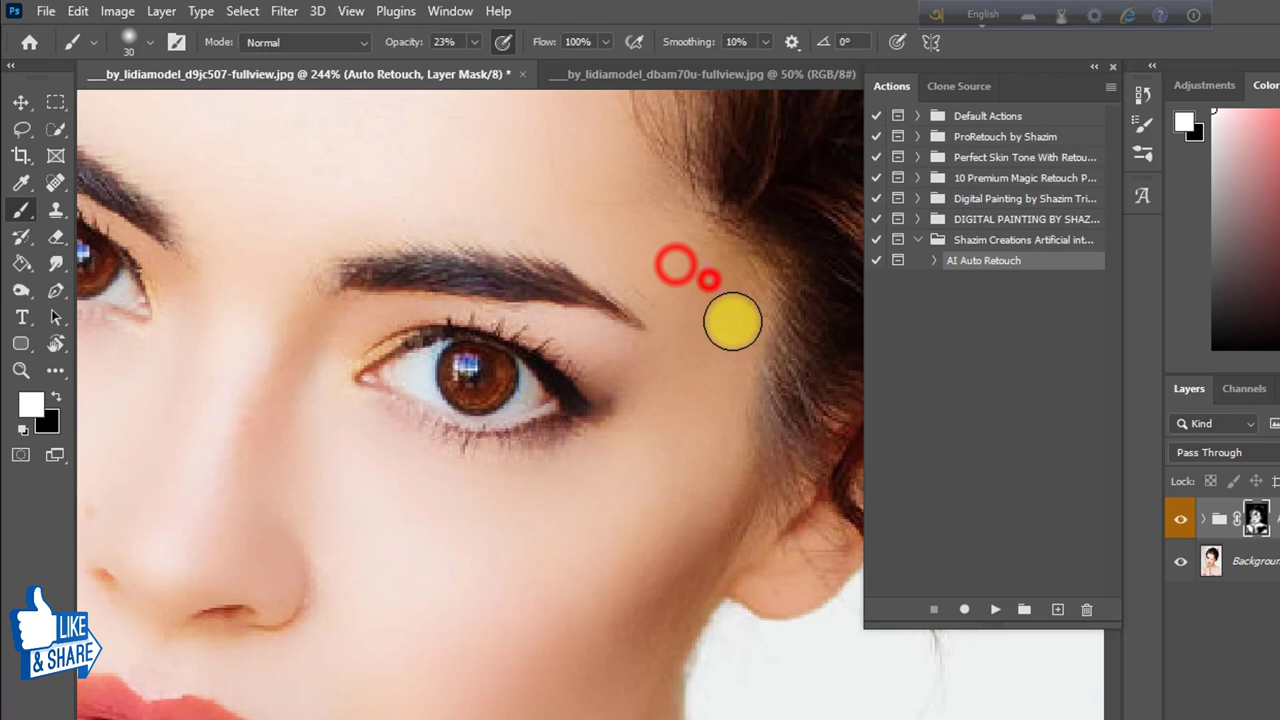 Ps File Edit Image Layer Type Select Filter 3D View Plugins Window Help
English
30 Mode: Normal Opacity: 23% Flow: 100% Smoothing: 10% 0°
___by_lidiamodel_d9jc507-fullview.jpg @ 244% (Auto Retouch, Layer Mask/8) *
___by_lidiamodel_dbam70u-fullview.jpg @ 50% (RGB/8#)
Actions Clone Source
Adjustments Color
Default Actions
ProRetouch by Shazim
Perfect Skin Tone With Retou...
10 Premium Magic Retouch P...
Digital Painting by Shazim Tri...
DIGITAL PAINTING BY SHAZ...
Shazim Creations Artificial int...
AI Auto Retouch
Layers Channels
Kind
Pass Through
Lock:
Background
LIKE
& SHARE